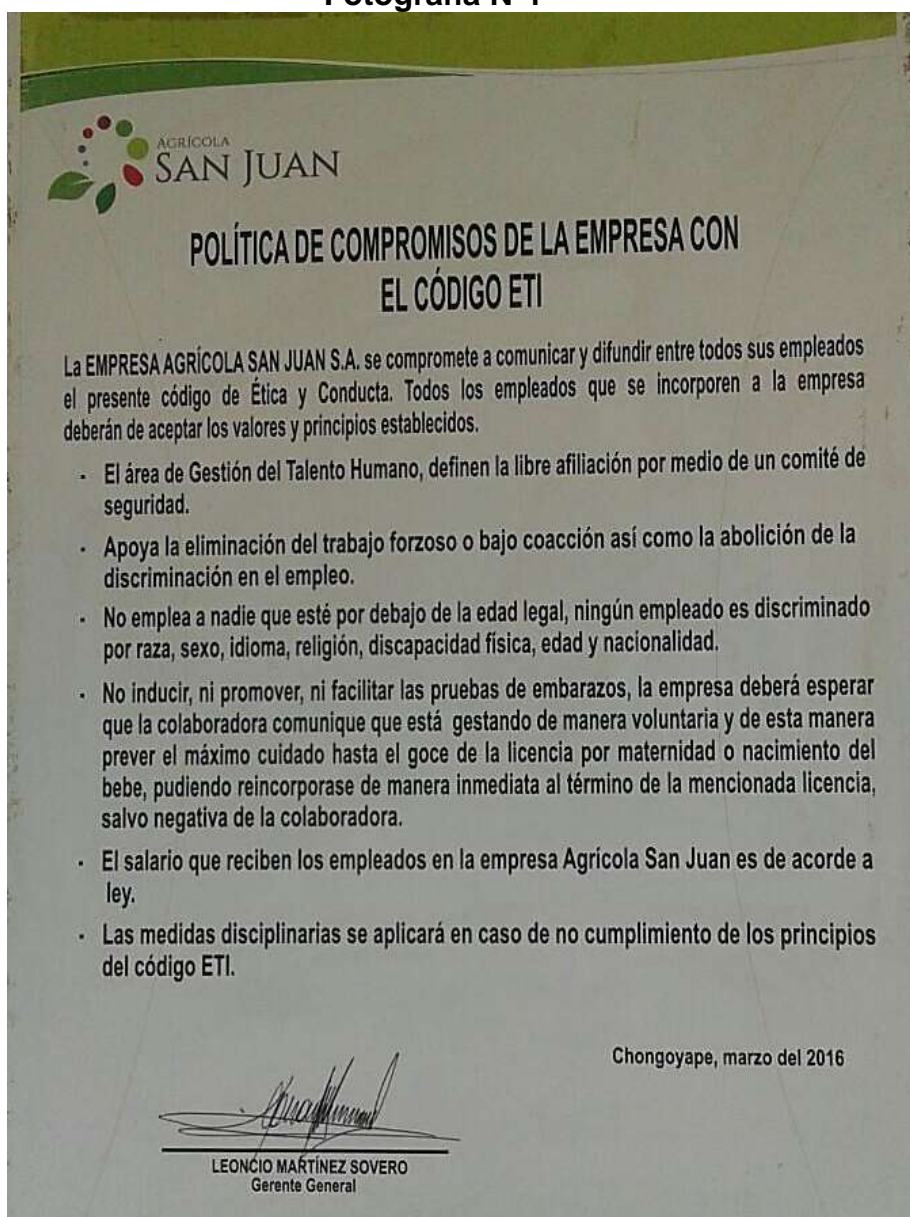 Fotografía N°1
AGRÍCOLA
SAN JUAN
POLÍTICA DE COMPROMISOS DE LA EMPRESA CON
EL CÓDIGO ETI
La EMPRESA AGRÍCOLA SAN JUAN S.A. se compromete a comunicar y difundir entre todos sus empleados
el presente código de Ética y Conducta. Todos los empleados que se incorporen a la empresa
deberán de aceptar los valores y principios establecidos.
- El área de Gestión del Talento Humano, definen la libre afiliación por medio de un comité de
seguridad.
- Apoya la eliminación del trabajo forzoso o bajo coacción así como la abolición de la
discriminación en el empleo.
- No emplea a nadie que esté por debajo de la edad legal, ningún empleado es discriminado
por raza, sexo, idioma, religión, discapacidad física, edad y nacionalidad.
- No inducir, ni promover, ni facilitar las pruebas de embarazos, la empresa deberá esperar
que la colaboradora comunique que está gestando de manera voluntaria y de esta manera
prever el máximo cuidado hasta el goce de la licencia por maternidad o nacimiento del
bebe, pudiendo reincorporase de manera inmediata al término de la mencionada licencia,
salvo negativa de la colaboradora.
- El salario que reciben los empleados en la empresa Agrícola San Juan es de acorde a
ley.
- Las medidas disciplinarias se aplicará en caso de no cumplimiento de los principios
del código ETI.
Chongoyape, marzo del 2016
LEONCIO MARTÍNEZ SOVERO
Gerente General